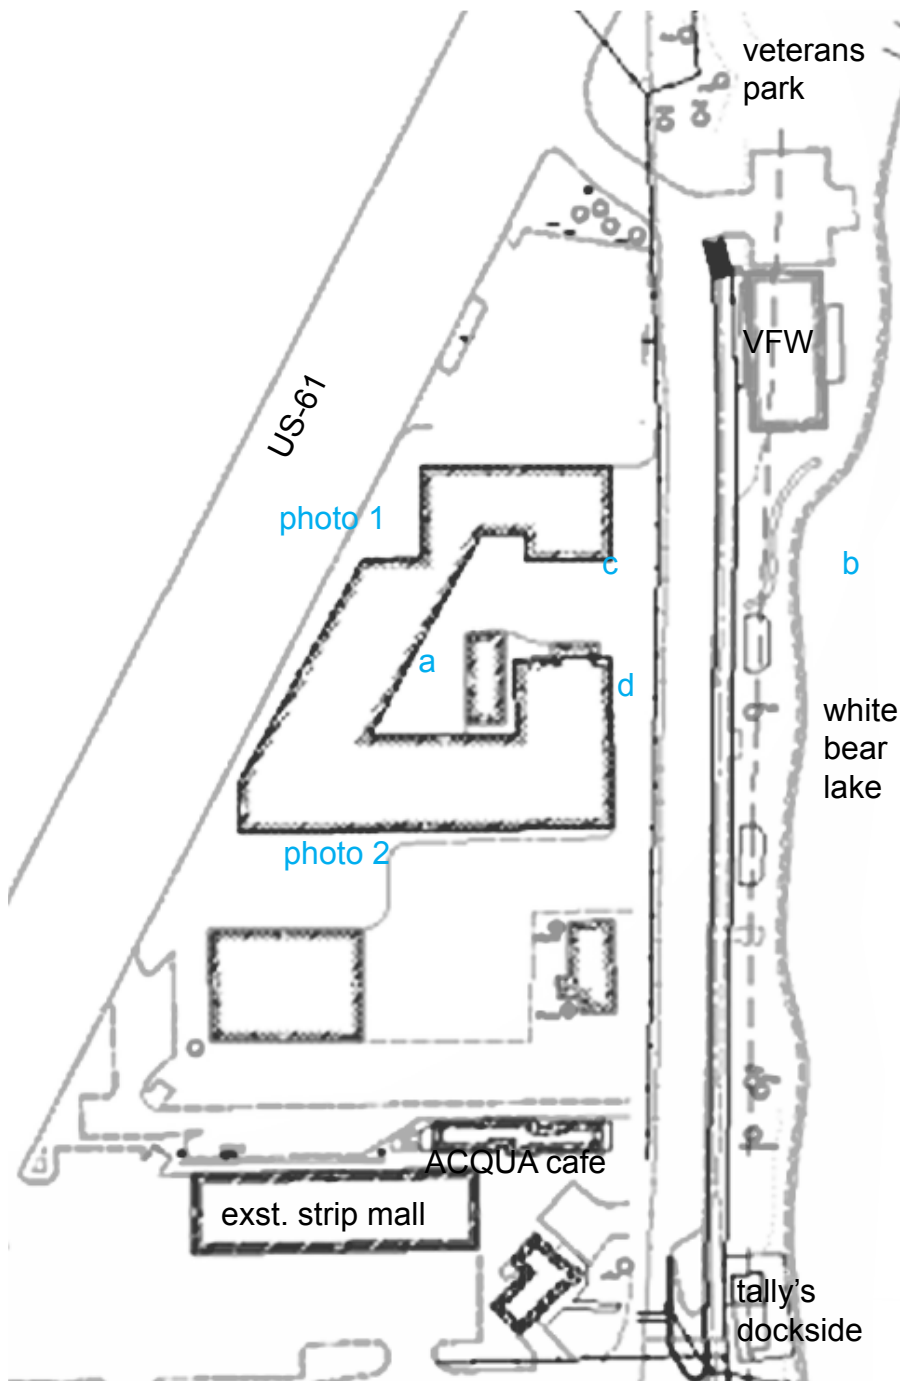 veterans
park
VFW
US-61
photo 1
c
b
a
d
white
bear
lake
photo 2
ACQUA cafe
exst. strip mall
tally's
dockside